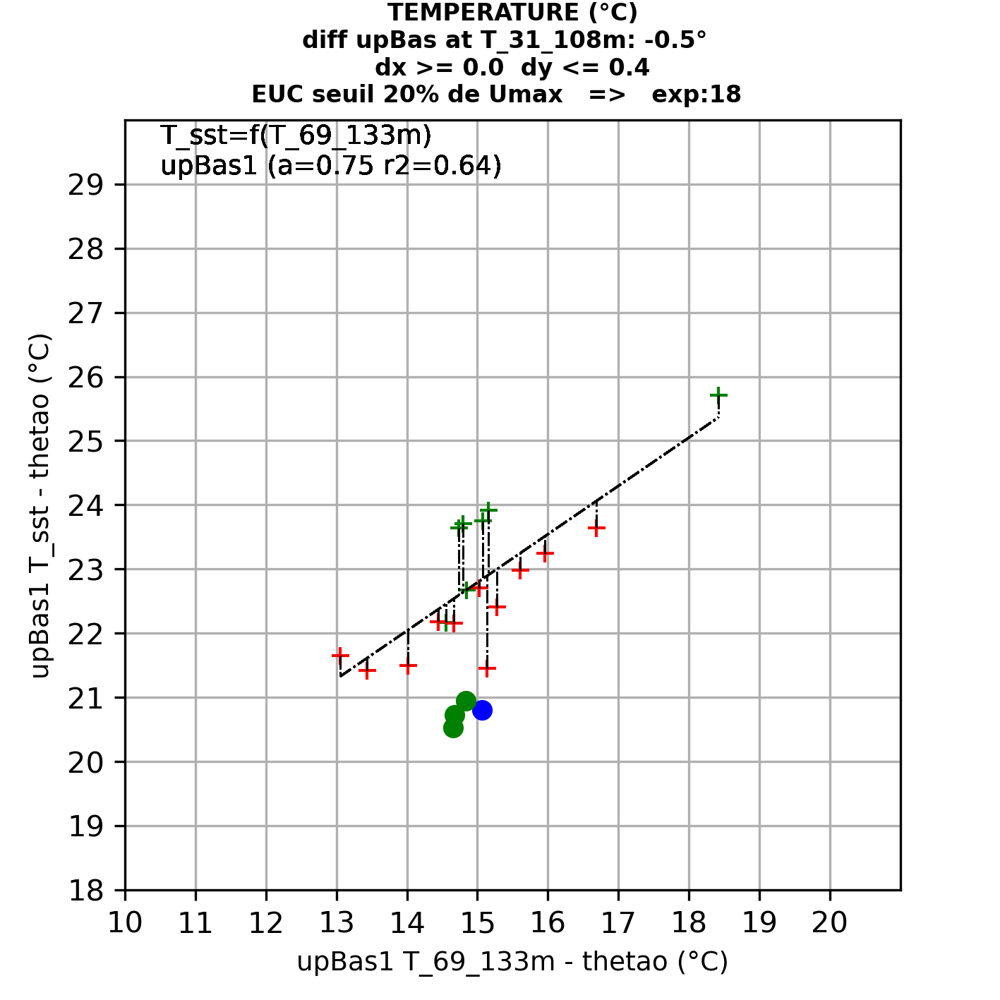 TEMPERATURE (°C)
diff upBas at T_31_108m: -0.5°
dx >= 0.0  dy <= 0.4
EUC seuil 20% de Umax   =>   exp:18
T_sst=f(T_69_133m)
upBas1 (a=0.75 r2=0.64)
29
28
27
26
25
24
23
22
21
20
19
18
upBas1 T_sst - thetao (°C)
10 11 12 13 14 15 16 17 18 19 20
upBas1 T_69_133m - thetao (°C)